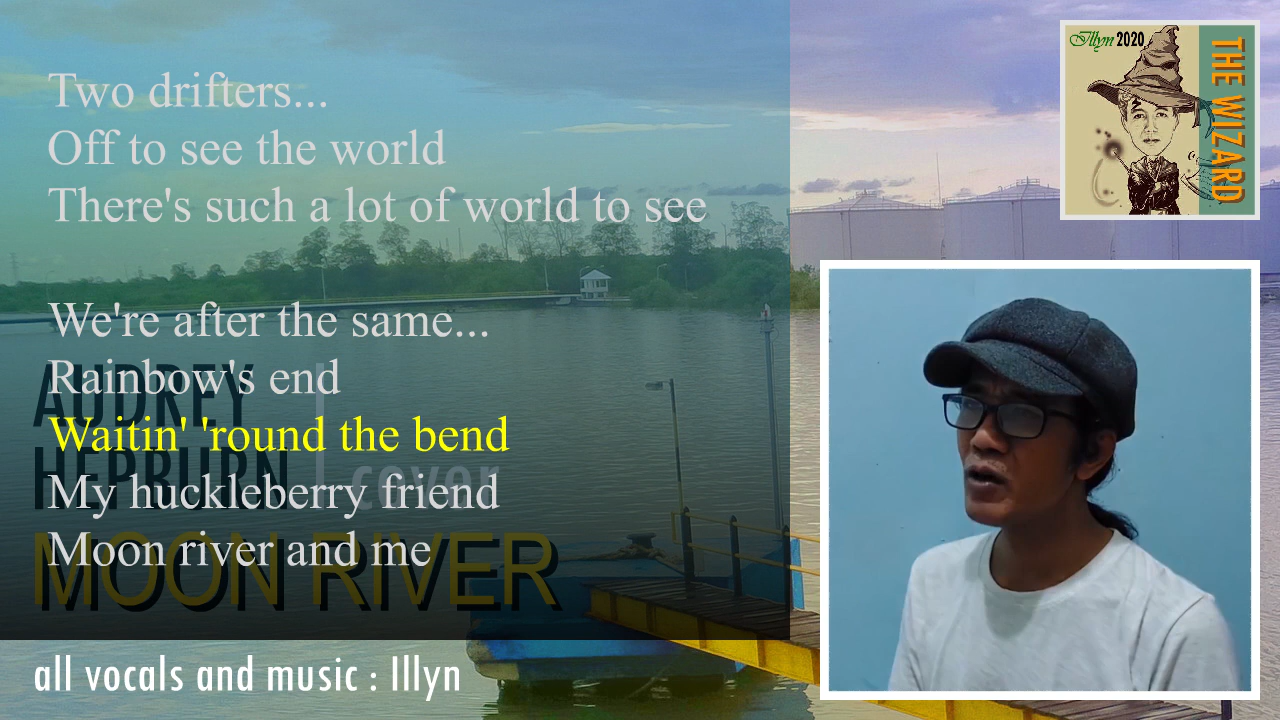 Two drifters...
Off to see the world
There's such a lot of world to see
We're after the same...
Rainbow's end
Waitin' 'round the bend
My huckleberry friend
Moon river and me
AUDREY
HEPBURN | cover
MOON RIVER
all vocals and music : Illyn
Illyn 2020
THE WIZARD